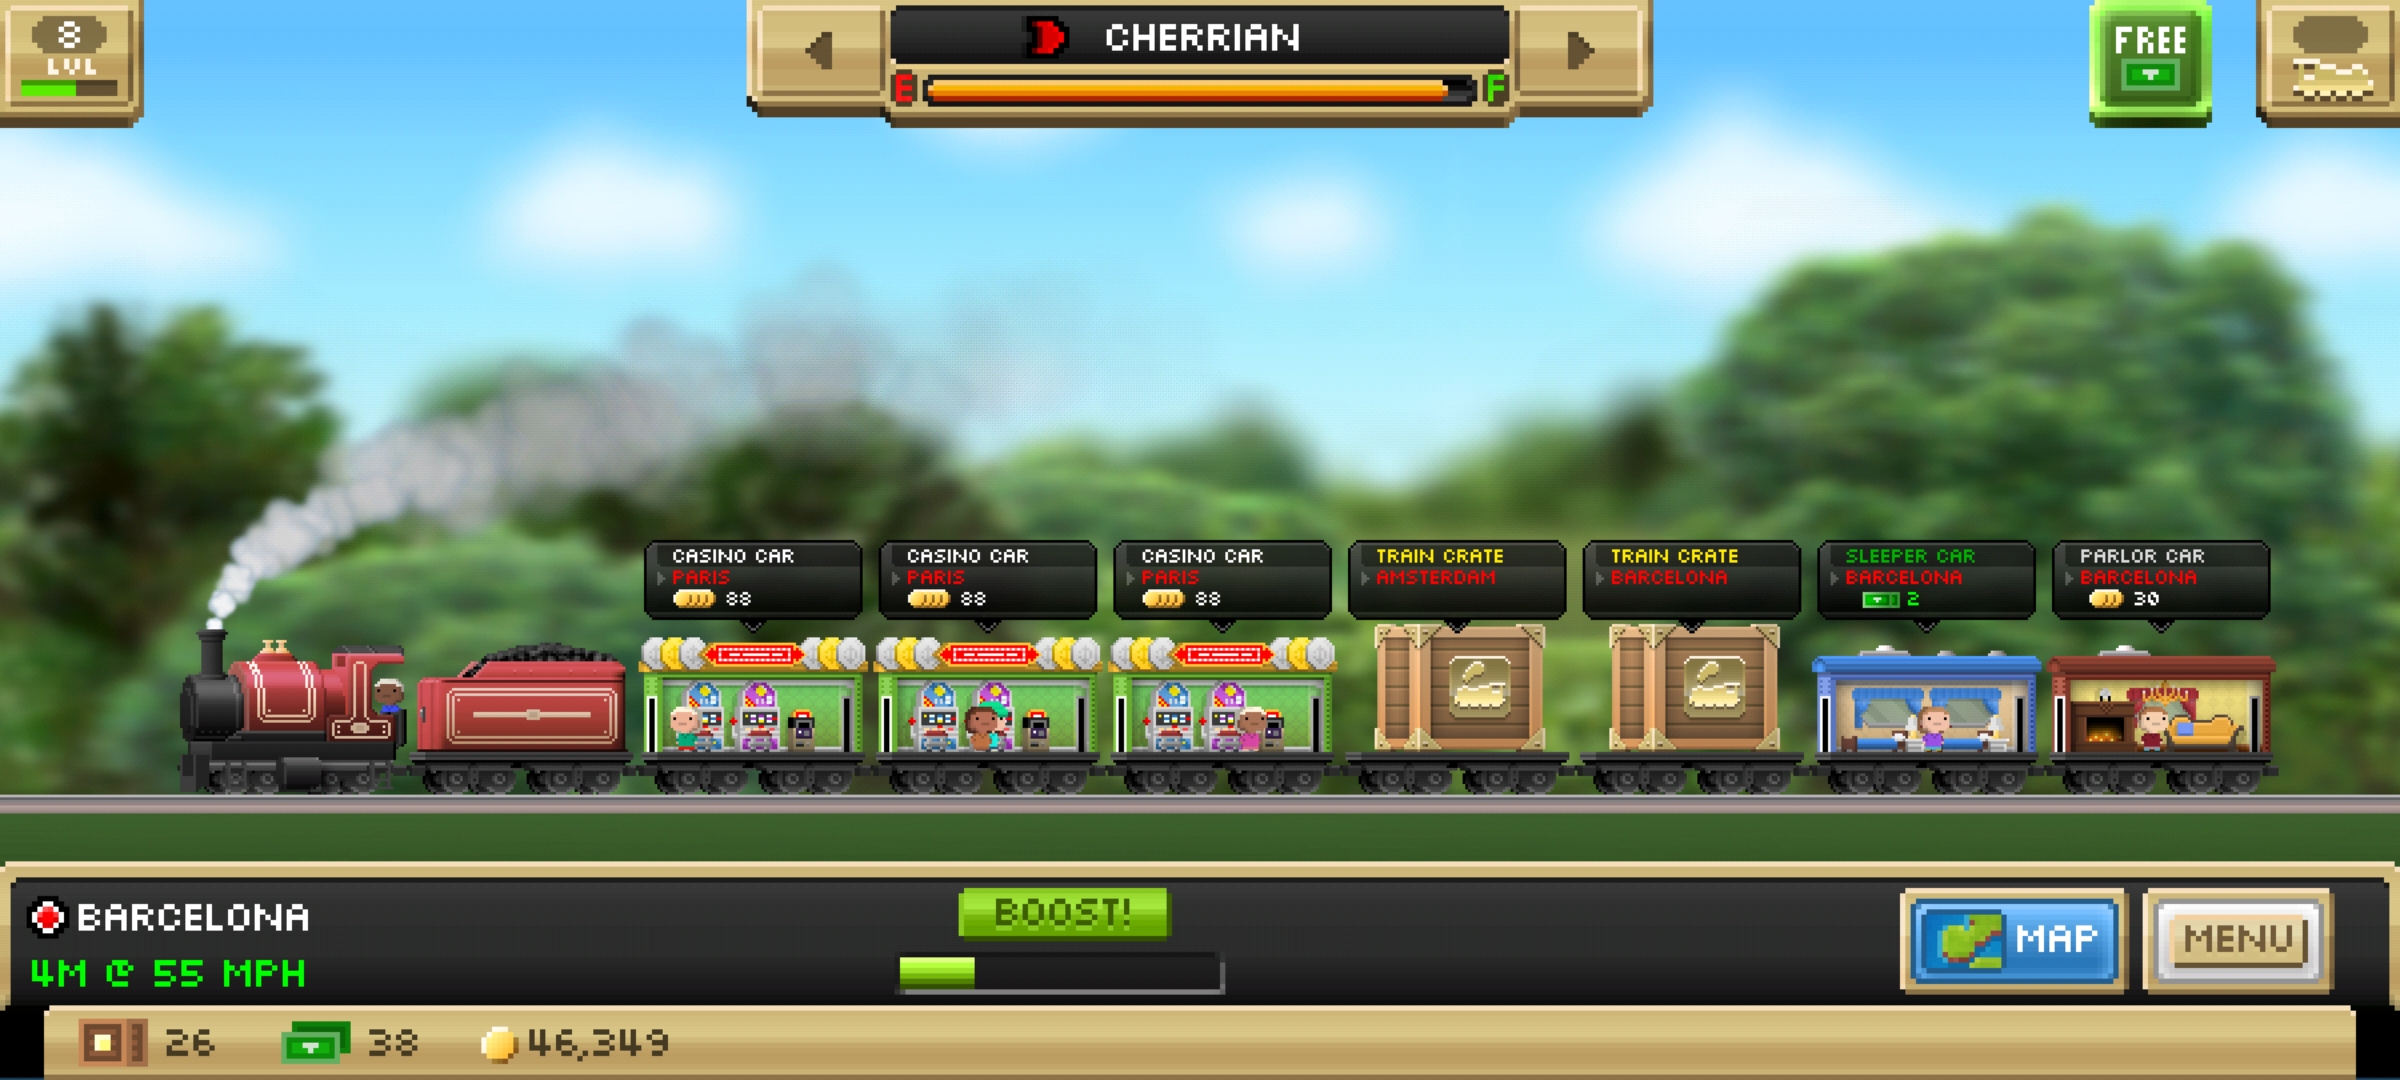 8
LVL
CHERRIAN
E F
FREE
CASINO CAR
PARIS
88
CASINO CAR
PARIS
88
CASINO CAR
PARIS
88
TRAIN CRATE
AMSTERDAM
TRAIN CRATE
BARCELONA
SLEEPER CAR
BARCELONA
2
PARLOR CAR
BARCELONA
30
BARCELONA
4M @ 55 MPH
BOOST!
MAP
MENU
26
38
46,349